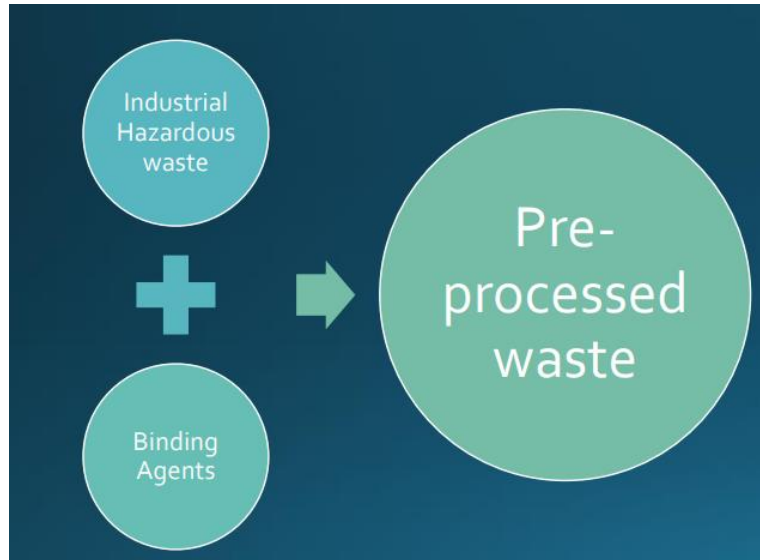 Industrial
Hazardous
waste
Binding
Agents
Pre-
processed
waste